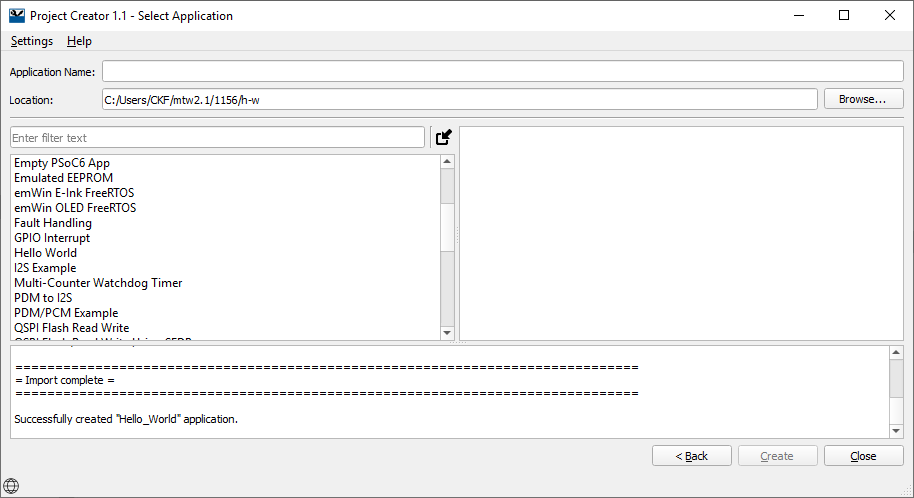 Project Creator 1.1 - Select Application
Settings Help
Application Name:
Location: C:/Users/CKF/mtw2.1/1156/h-w Browse...
Enter filter text
Empty PSoC6 App
Emulated EEPROM
emWin E-Ink FreeRTOS
emWin OLED FreeRTOS
Fault Handling
GPIO Interrupt
Hello World
I2S Example
Multi-Counter Watchdog Timer
PDM to I2S
PDM/PCM Example
QSPI Flash Read Write
==============================================================================
= Import complete =
==============================================================================
Successfully created "Hello_World" application.
< Back Create Close